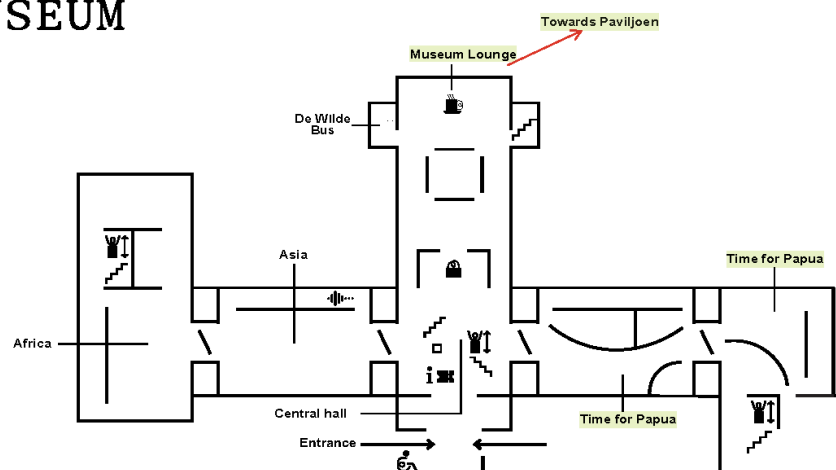 SEUM
Towards Paviljoen
Museum Lounge
De Wilde
Bus
Asia
Time for Papua
Africa
i
Central hall
Time for Papua
Entrance